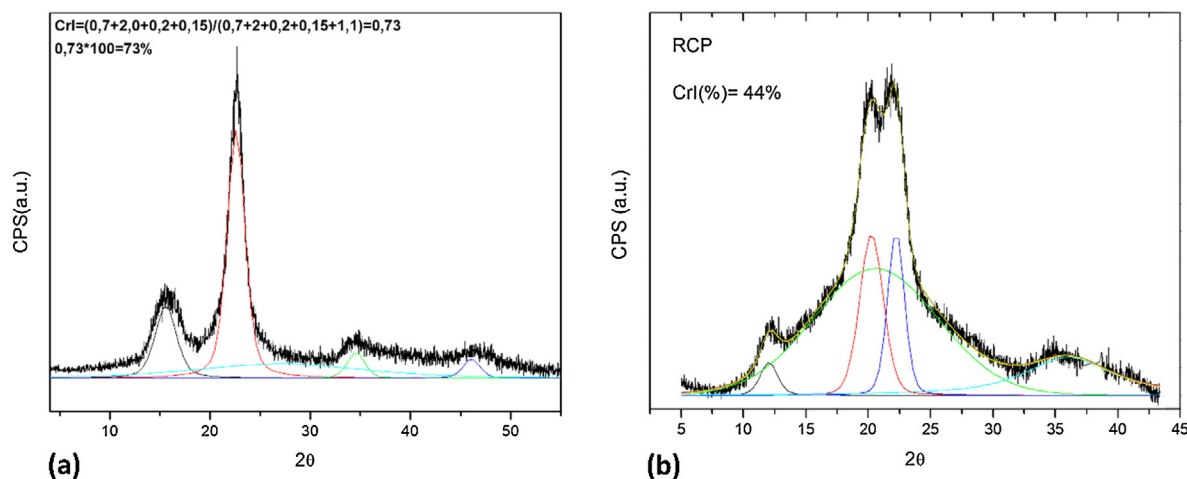 CrI=(0,7+2,0+0,2+0,15)/(0,7+2+0,2+0,15+1,1)=0,73
0,73*100=73%
CPS(a.u.)
10 20 30 40 50
2θ
(a)
RCP
CrI(%)= 44%
CPS (a.u.)
5 10 15 20 25 30 35 40 45
2θ
(b)